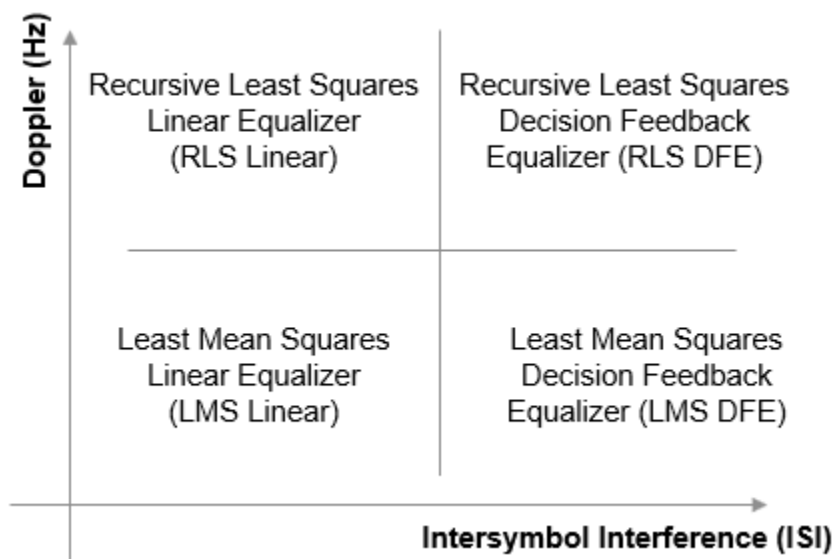 Doppler (Hz)
Recursive Least Squares
Linear Equalizer
(RLS Linear)
Recursive Least Squares
Decision Feedback
Equalizer (RLS DFE)
Least Mean Squares
Linear Equalizer
(LMS Linear)
Least Mean Squares
Decision Feedback
Equalizer (LMS DFE)
Intersymbol Interference (ISI)